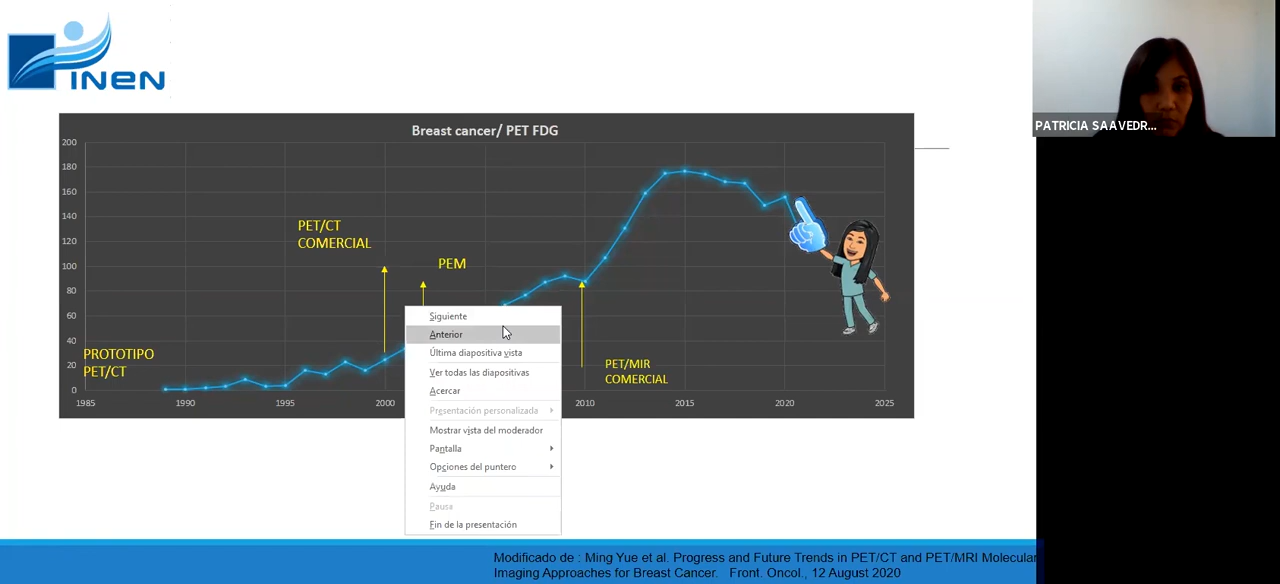 INEN
PATRICIA SAAVEDR...
Breast cancer/ PET FDG
200
180
160
140
120
100
80
60
40
20
0
PET/CT
COMERCIAL
PEM
PROTOTIPO
PET/CT
PET/MIR
COMERCIAL
1985
1990
1995
2000
2010
2015
2020
2025
Siguiente
Anterior
Última diapositiva vista
Ver todas las diapositivas
Acercar
Presentación personalizada
Mostrar vista del moderador
Pantalla
Opciones del puntero
Ayuda
Pausa
Fin de la presentación
Modificado de : Ming Yue et al. Progress and Future Trends in PET/CT and PET/MRI Molecular
Imaging Approaches for Breast Cancer. Front. Oncol., 12 August 2020